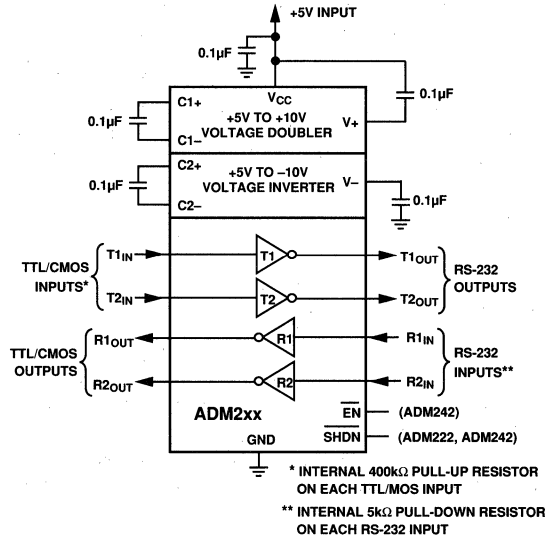 +5V INPUT
0.1µF
VCC
0.1µF
C1+
+5V TO +10V
VOLTAGE DOUBLER
V+
0.1µF
C1–
C2+
+5V TO –10V
VOLTAGE INVERTER
V–
0.1µF
C2–
0.1µF
TTL/CMOS
INPUTS*
T1IN
T1
T1OUT
T2IN
T2
T2OUT
RS-232
OUTPUTS
TTL/CMOS
OUTPUTS
R1OUT
R1
R1IN
R2OUT
R2
R2IN
RS-232
INPUTS**
ADM2xx
EN
(ADM242)
GND
SHDN
(ADM222, ADM242)
* INTERNAL 400kΩ PULL-UP RESISTOR
ON EACH TTL/MOS INPUT
** INTERNAL 5kΩ PULL-DOWN RESISTOR
ON EACH RS-232 INPUT